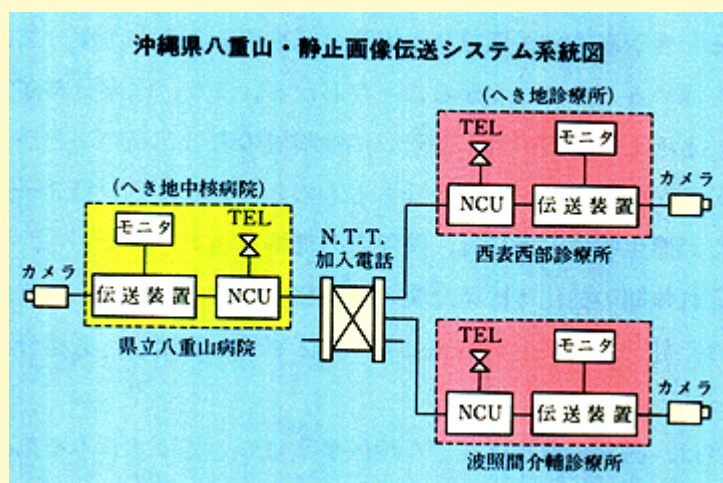 沖縄県八重山・静止画像伝送システム系統図
(へき地中核病院)
モニタ
TEL
カメラ
伝送装置
NCU
県立八重山病院
N.T.T.
加入電話
(へき地診療所)
TEL
モニタ
カメラ
NCU
伝送装置
西表西部診療所
TEL
モニタ
カメラ
NCU
伝送装置
波照間介輔診療所